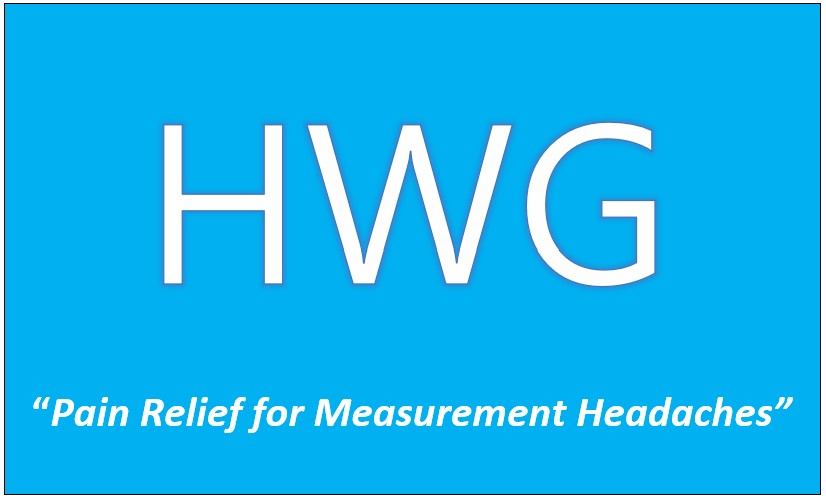 HWG
“Pain Relief for Measurement Headaches”